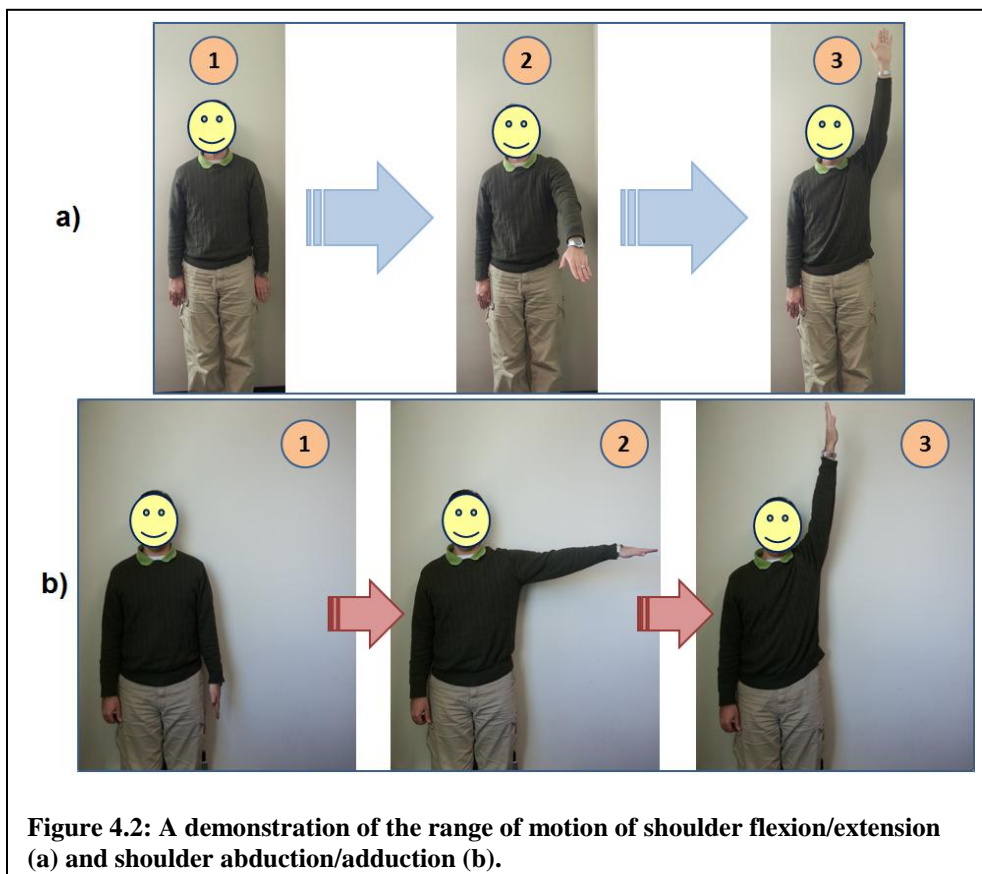 1
2
3
a)
1
2
3
b)
Figure 4.2: A demonstration of the range of motion of shoulder flexion/extension
(a) and shoulder abduction/adduction (b).